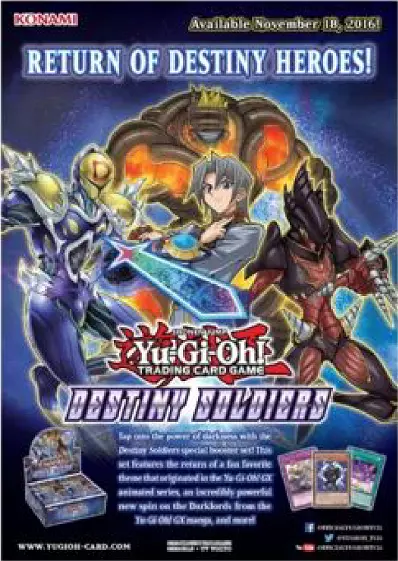 KONAMI
Available November 18, 2016!
RETURN OF DESTINY HEROES!
Yu-Gi-Oh!
TRADING CARD GAME
DESTINY SOLDIERS
Tap into the power of darkness with the
Destiny Soldiers special booster set! This
set features the return of a fan favorite
theme that originated in the Yu-Gi-Oh! GX
animated series, an incredibly powerful
new spin on the Darklords from the
Yu-Gi-Oh! GX manga, and more!
WWW.YUGIOH-CARD.COM